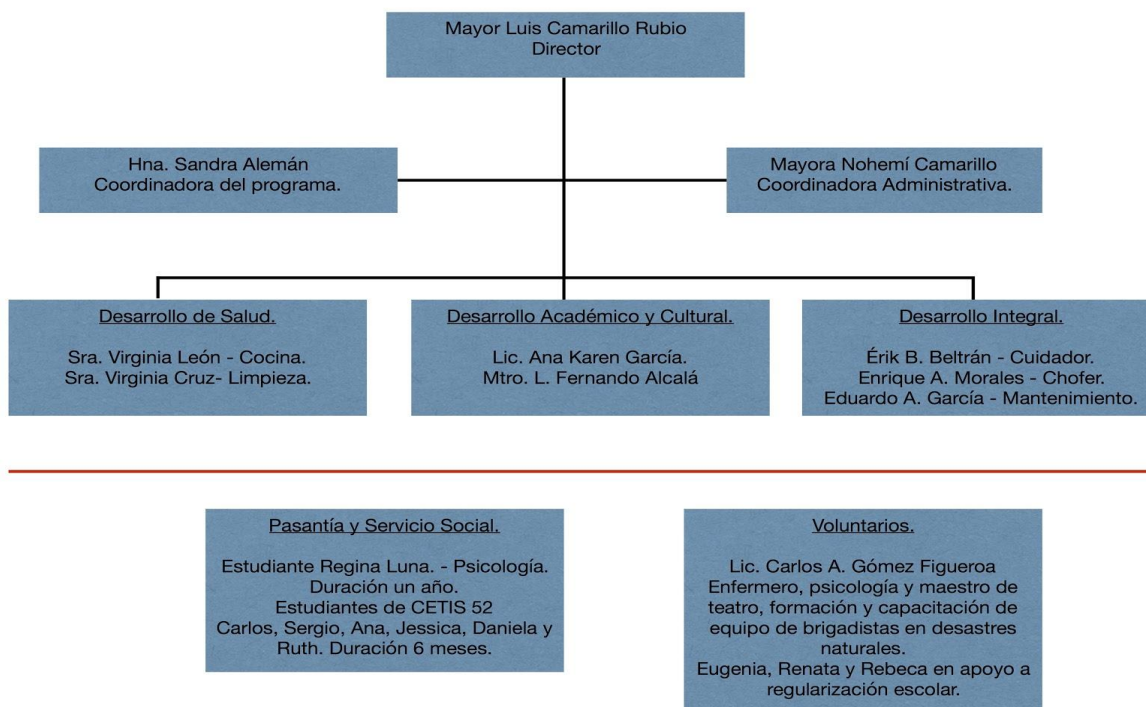 Mayor Luis Camarillo Rubio
Director
Hna. Sandra Alemán
Coordinadora del programa.
Mayora Nohemí Camarillo
Coordinadora Administrativa.
Desarrollo de Salud.
Sra. Virginia León - Cocina.
Sra. Virginia Cruz- Limpieza.
Desarrollo Académico y Cultural.
Lic. Ana Karen García.
Mtro. L. Fernando Alcalá
Desarrollo Integral.
Érik B. Beltrán - Cuidador.
Enrique A. Morales - Chofer.
Eduardo A. García - Mantenimiento.
Pasantía y Servicio Social.
Estudiante Regina Luna. - Psicología.
Duración un año.
Estudiantes de CETIS 52
Carlos, Sergio, Ana, Jessica, Daniela y
Ruth. Duración 6 meses.
Voluntarios.
Lic. Carlos A. Gómez Figueroa
Enfermero, psicología y maestro de
teatro, formación y capacitación de
equipo de brigadistas en desastres
naturales.
Eugenia, Renata y Rebeca en apoyo a
regularización escolar.